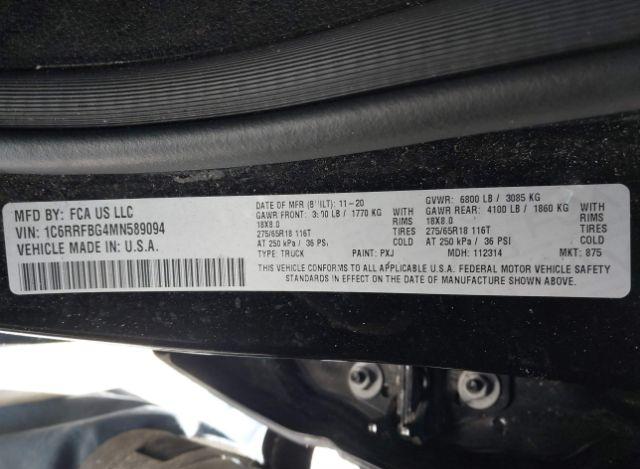 MFD BY: FCA US LLC
VIN: 1C6RRFBG4MN589094
VEHICLE MADE IN: U.S.A.
DATE OF MFR 11-20
GAWR FRONT: LB / 1770 KG WITH
18X8.0 RIMS
275/65R18 116T TIRES
AT 250 kPa / 36 PSI COLD
TYPE: TRUCK PAINT: PXJ
GVWR: 6800 LB / 3085 KG
GAWR REAR: 4100 LB / 1860 KG WITH
18X8.0 RIMS
275/65R18 116T TIRES
AT 250 kPa / 36 PSI COLD
MDH: 112314 MKT: 875
THIS VEHICLE CONFORMS TO ALL APPLICABLE U.S.A. FEDERAL MOTOR VEHICLE SAFETY
STANDARDS IN EFFECT ON THE DATE OF MANUFACTURE SHOWN ABOVE.